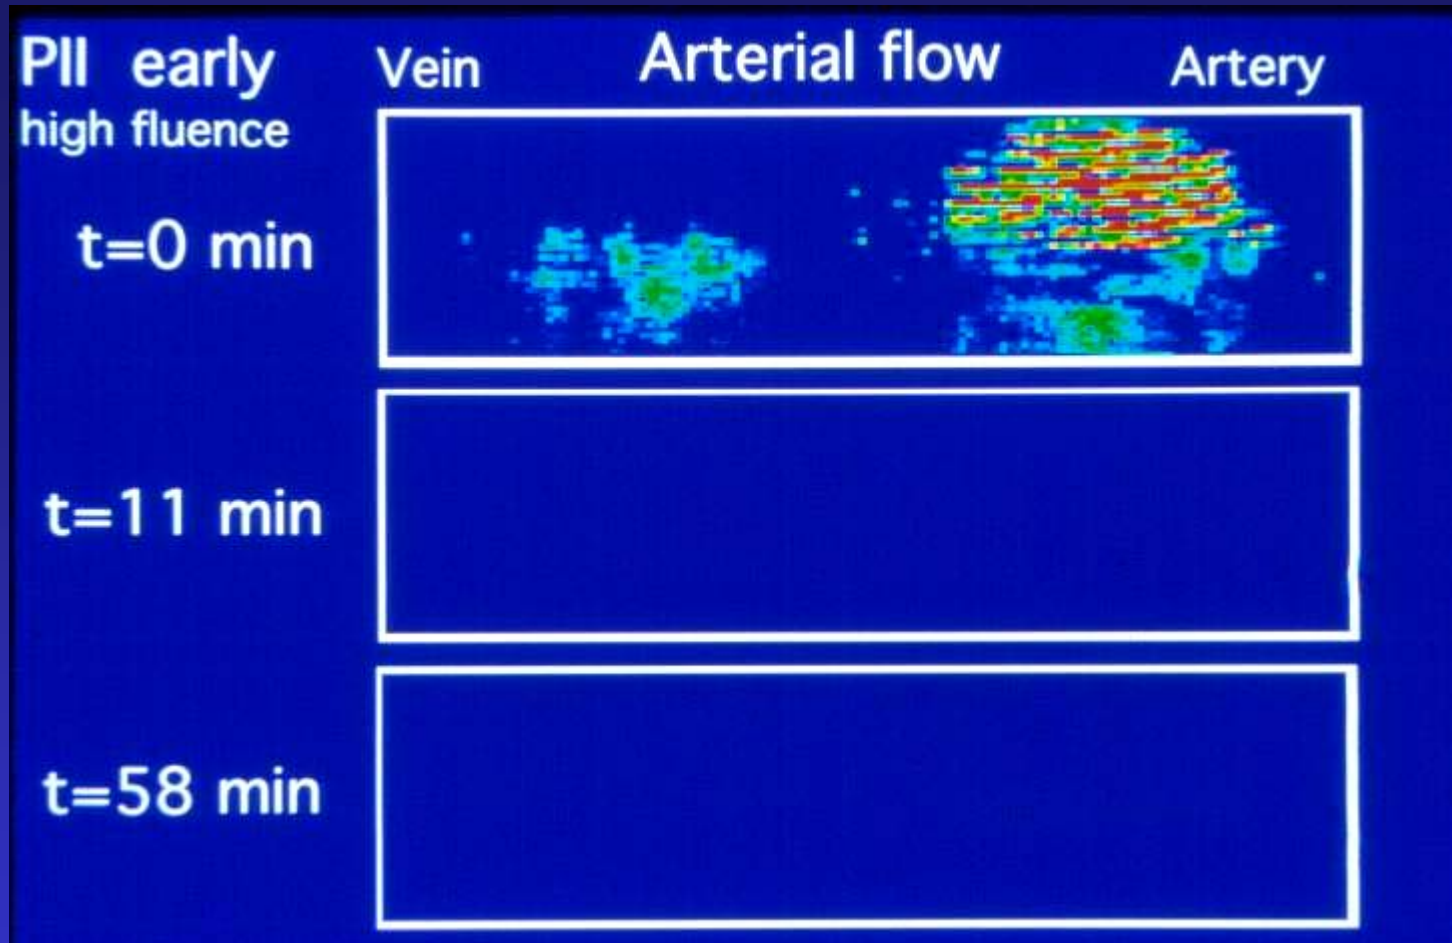 PII early
high fluence
Vein
Arterial flow
Artery
t=0 min
t=11 min
t=58 min